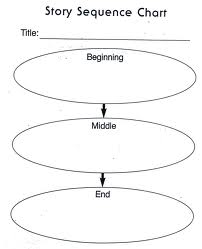 Story Sequence Chart
Title:
Beginning
Middle
End